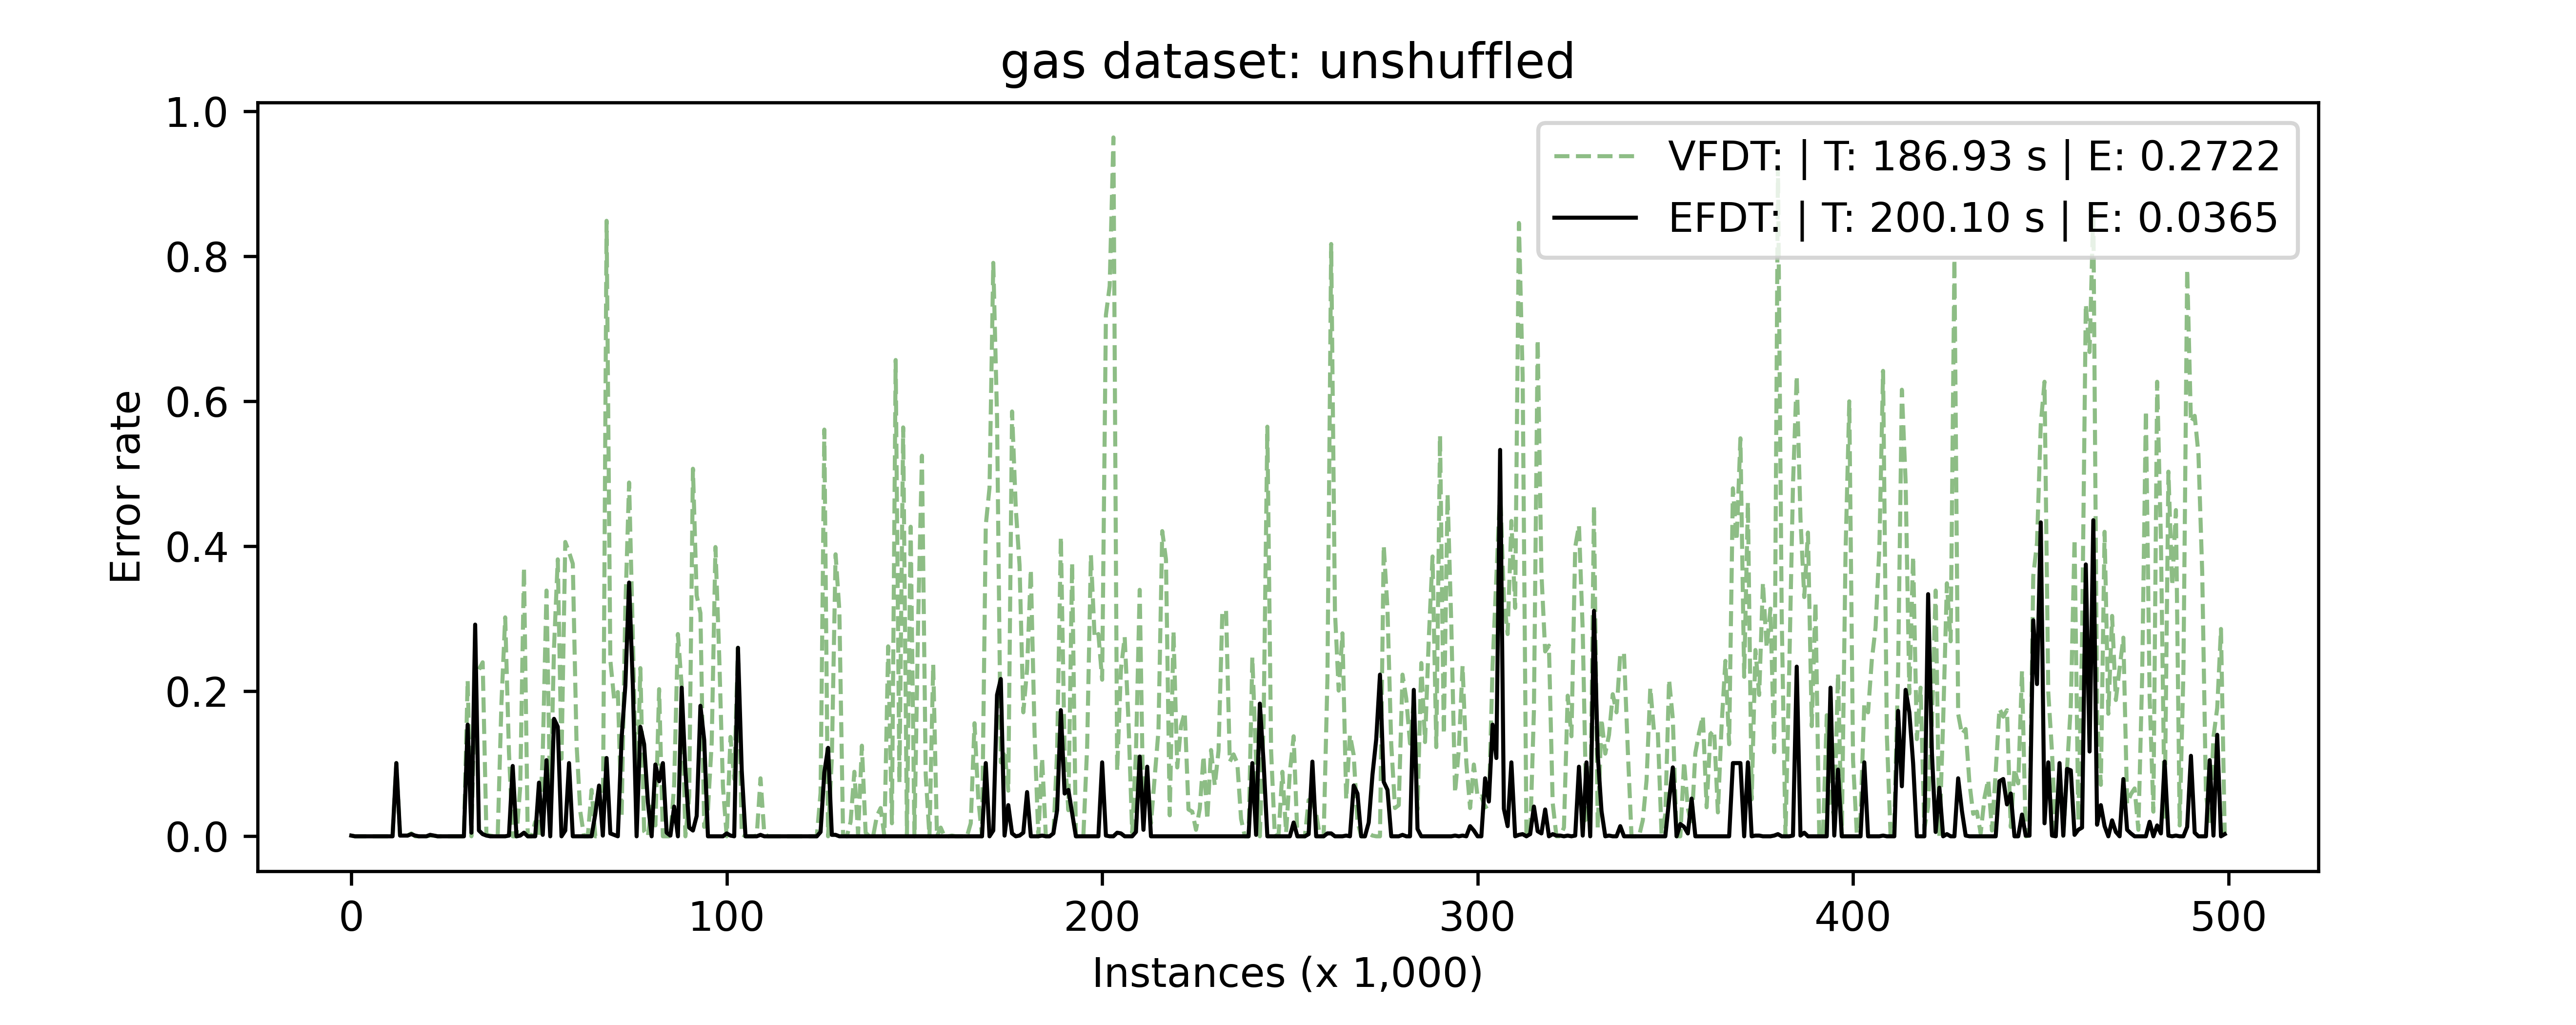 gas dataset: unshuffled
VFDT: | T: 186.93 s | E: 0.2722
EFDT: | T: 200.10 s | E: 0.0365
Error rate
1.0
0.8
0.6
0.4
0.2
0.0
0 100 200 300 400 500
Instances (x 1,000)